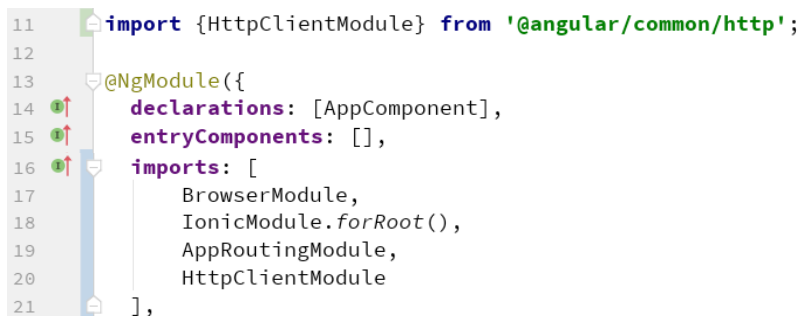 11 import {HttpClientModule} from '@angular/common/http';
12
13 @NgModule({
14 declarations: [AppComponent],
15 entryComponents: [],
16 imports: [
17 BrowserModule,
18 IonicModule.forRoot(),
19 AppRoutingModule,
20 HttpClientModule
21 ],